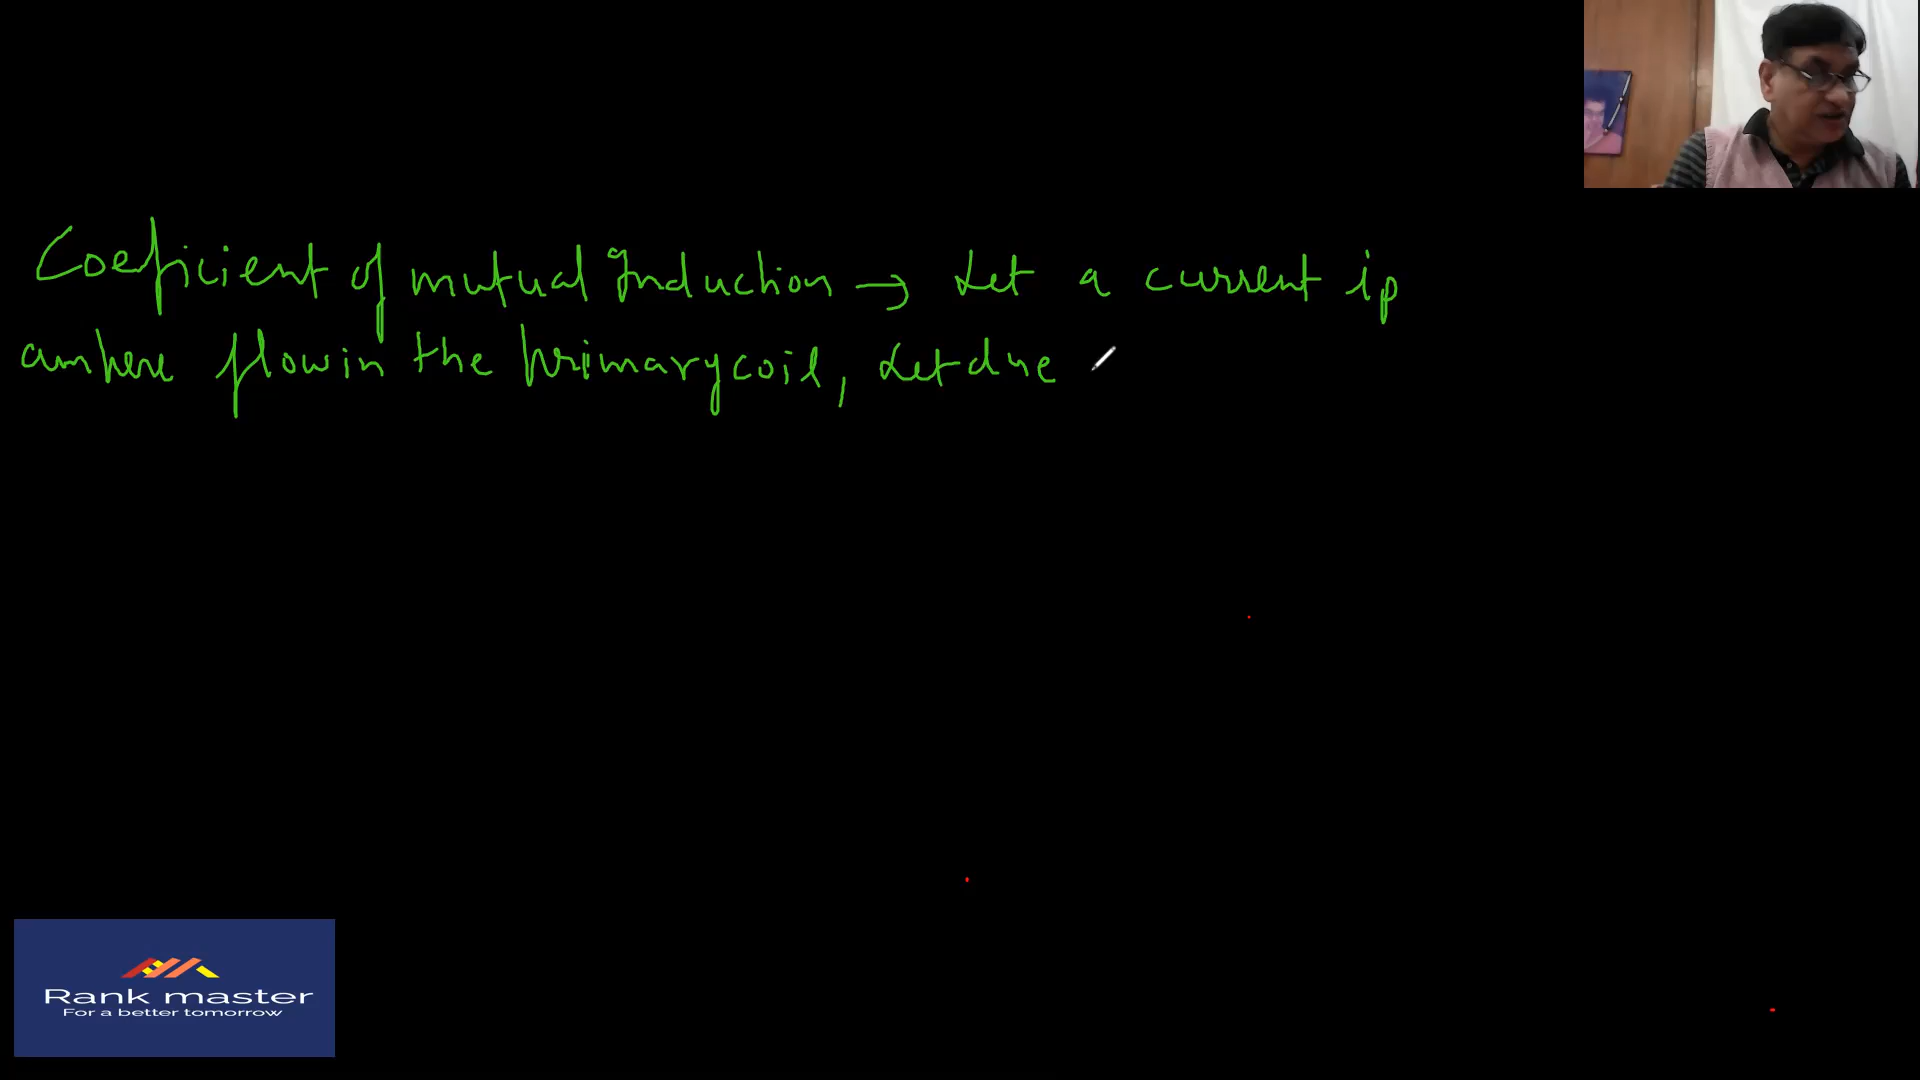 Coeficient of mutual Induction → Let a current ip
ampere flow in the primary coil, Let due
Rank master
For a better tomorrow